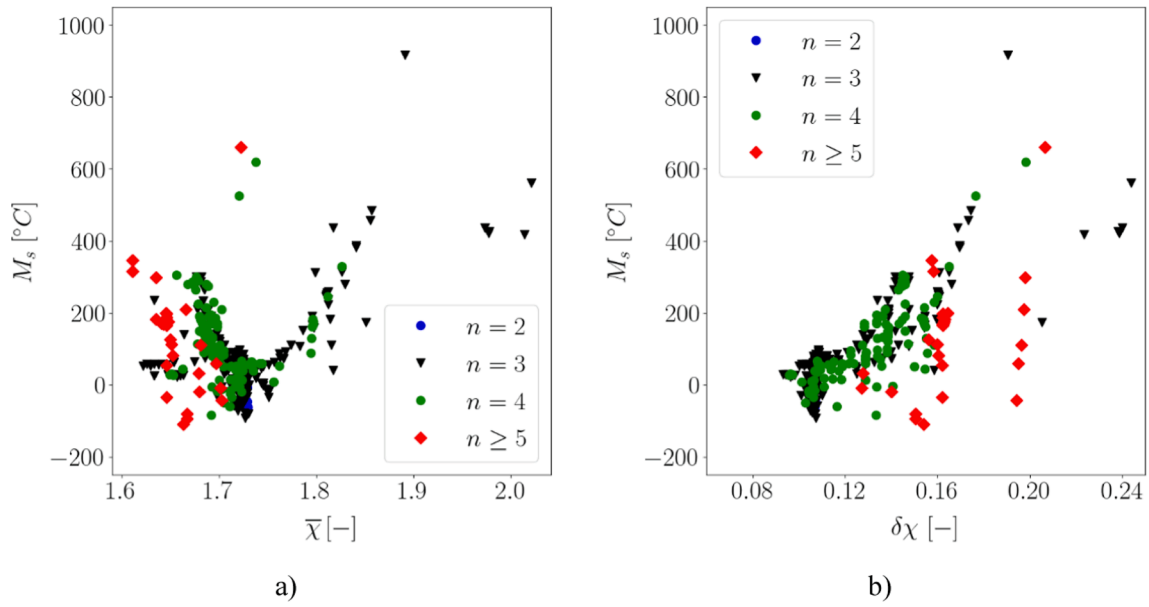 1000
800
600
400
200
0
−200
M_s [°C]
1.6 1.7 1.8 1.9 2.0
χ̅ [−]
n = 2
n = 3
n = 4
n ≥ 5
a)
1000
800
600
400
200
0
−200
M_s [°C]
0.08 0.12 0.16 0.20 0.24
δχ [−]
n = 2
n = 3
n = 4
n ≥ 5
b)